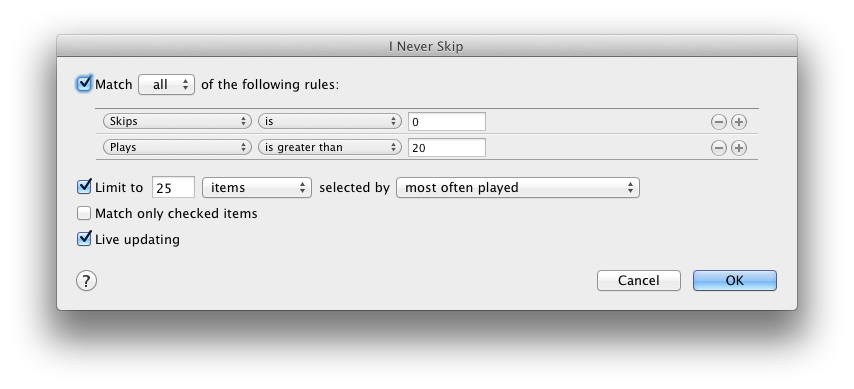 I Never Skip
Match all of the following rules:
Skips is 0
Plays is greater than 20
Limit to 25 items selected by most often played
Match only checked items
Live updating
? Cancel OK